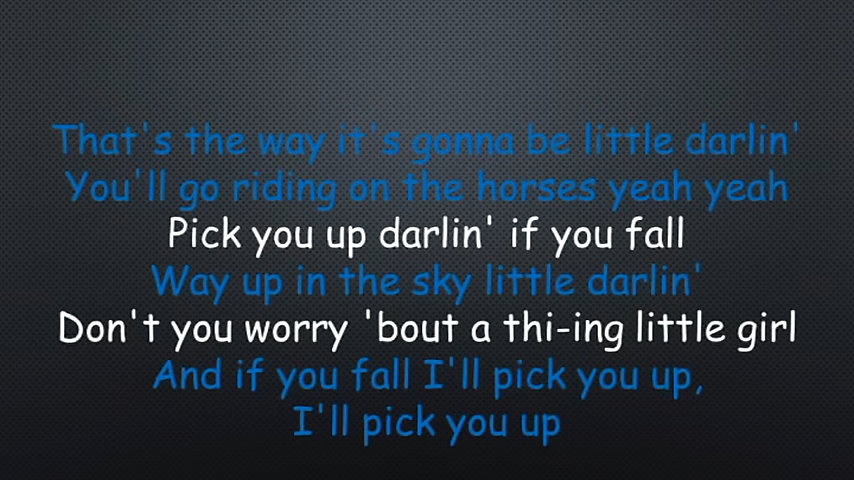 That's the way it's gonna be little darlin'
You'll go riding on the horses yeah yeah
Pick you up darlin' if you fall
Way up in the sky little darlin'
Don't you worry 'bout a thi-ing little girl
And if you fall I'll pick you up,
I'll pick you up